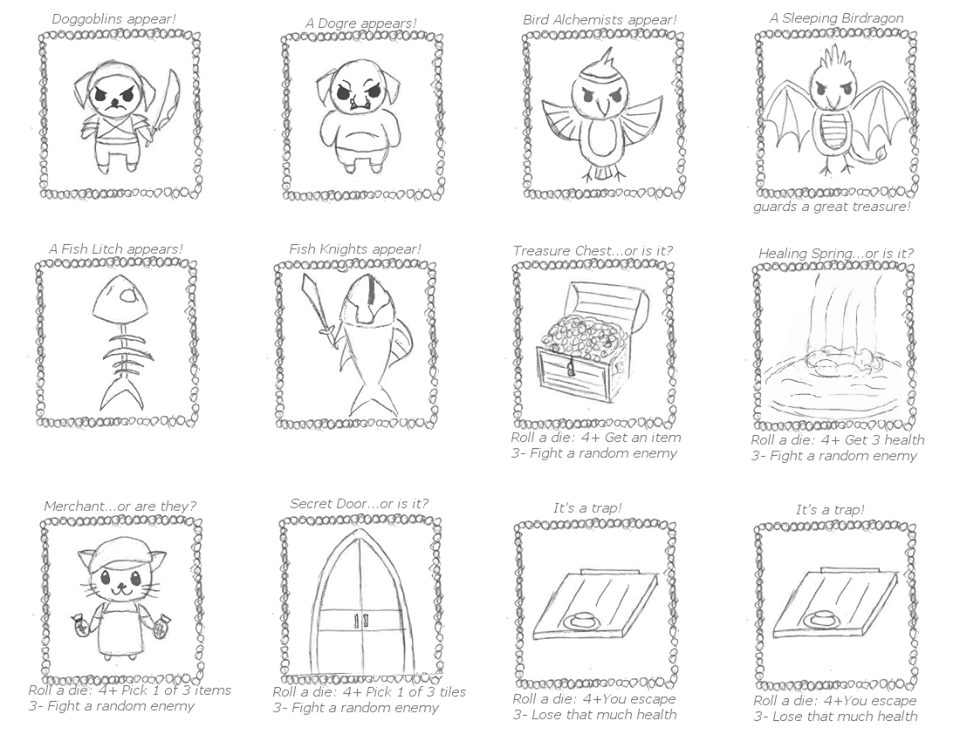 Doggoblins appear!
A Dogre appears!
Bird Alchemists appear!
A Sleeping Birdragon
guards a great treasure!
A Fish Litch appears!
Fish Knights appear!
Treasure Chest...or is it?
Roll a die: 4+ Get an item
3- Fight a random enemy
Healing Spring...or is it?
Roll a die: 4+ Get 3 health
3- Fight a random enemy
Merchant...or are they?
Roll a die: 4+ Pick 1 of 3 items
3- Fight a random enemy
Secret Door...or is it?
Roll a die: 4+ Pick 1 of 3 tiles
3- Fight a random enemy
It's a trap!
Roll a die: 4+You escape
3- Lose that much health
It's a trap!
Roll a die: 4+You escape
3- Lose that much health